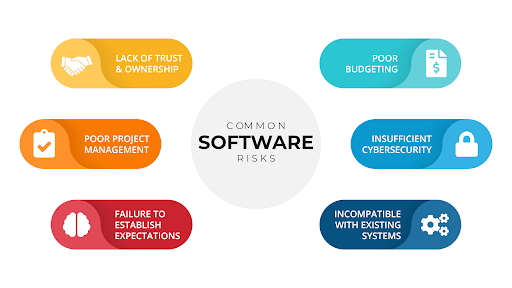 LACK OF TRUST
& OWNERSHIP
POOR
BUDGETING
COMMON
SOFTWARE
RISKS
POOR PROJECT
MANAGEMENT
INSUFFICIENT
CYBERSECURITY
FAILURE TO
ESTABLISH
EXPECTATIONS
INCOMPATIBLE
WITH EXISTING
SYSTEMS